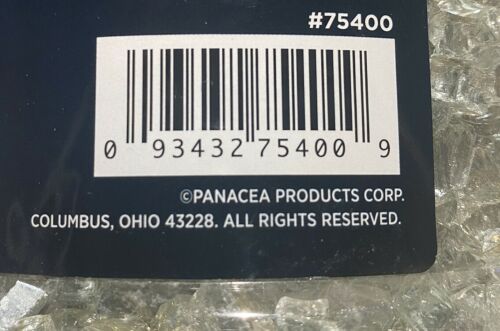 #75400
0 93432 75400 9
©PANACEA PRODUCTS CORP.
COLUMBUS, OHIO 43228. ALL RIGHTS RESERVED.